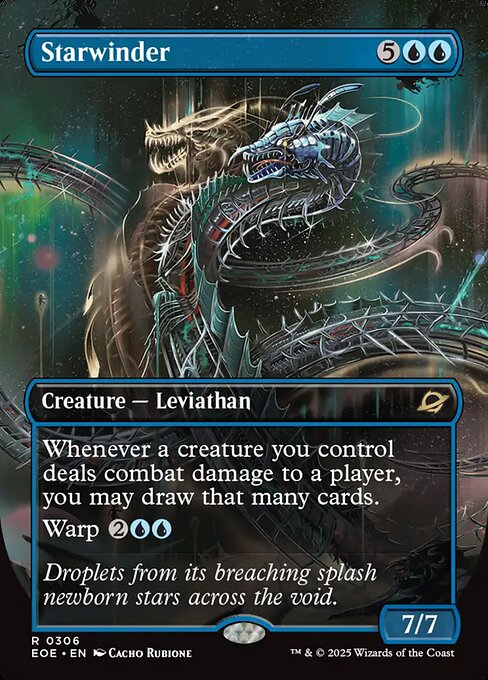 Starwinder 5
Creature — Leviathan
Whenever a creature you control
deals combat damage to a player,
you may draw that many cards.
Warp 2
Droplets from its breaching splash
newborn stars across the void.
7/7
R 0306
EOE • EN CACHO RUBIONE
™ & © 2025 Wizards of the Coast